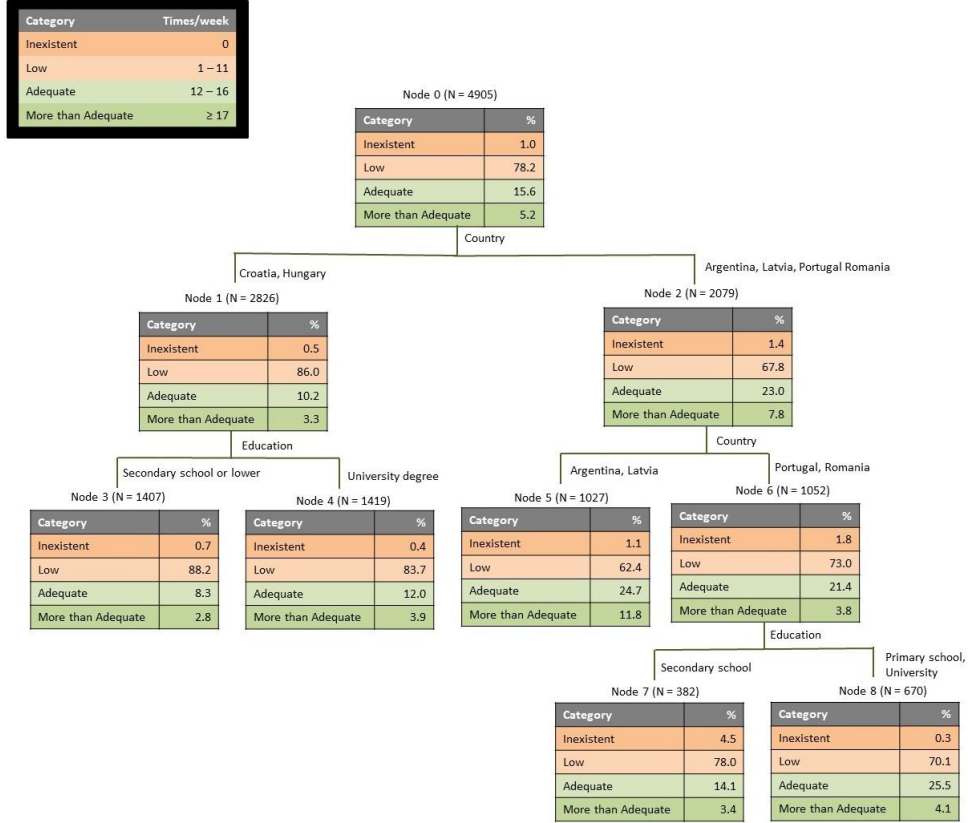 Category Times/week
Inexistent 0
Low 1 – 11
Adequate 12 – 16
More than Adequate ≥ 17
Node 0 (N = 4905)
Category %
Inexistent 1.0
Low 78.2
Adequate 15.6
More than Adequate 5.2
Country
Croatia, Hungary
Argentina, Latvia, Portugal Romania
Node 1 (N = 2826)
Category %
Inexistent 0.5
Low 86.0
Adequate 10.2
More than Adequate 3.3
Education
Node 2 (N = 2079)
Category %
Inexistent 1.4
Low 67.8
Adequate 23.0
More than Adequate 7.8
Country
Secondary school or lower
Node 3 (N = 1407)
Category %
Inexistent 0.7
Low 88.2
Adequate 8.3
More than Adequate 2.8
University degree
Node 4 (N = 1419)
Category %
Inexistent 0.4
Low 83.7
Adequate 12.0
More than Adequate 3.9
Argentina, Latvia
Node 5 (N = 1027)
Category %
Inexistent 1.1
Low 62.4
Adequate 24.7
More than Adequate 11.8
Portugal, Romania
Node 6 (N = 1052)
Category %
Inexistent 1.8
Low 73.0
Adequate 21.4
More than Adequate 3.8
Education
Secondary school
Node 7 (N = 382)
Category %
Inexistent 4.5
Low 78.0
Adequate 14.1
More than Adequate 3.4
Primary school,
University
Node 8 (N = 670)
Category %
Inexistent 0.3
Low 70.1
Adequate 25.5
More than Adequate 4.1